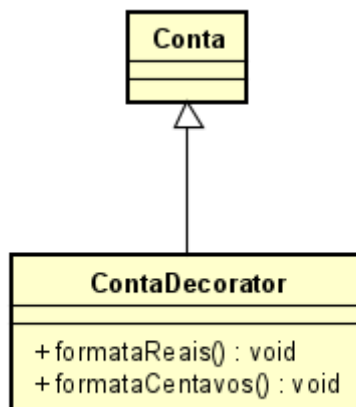 Conta
ContaDecorator
+formataReais() : void
+formataCentavos() : void